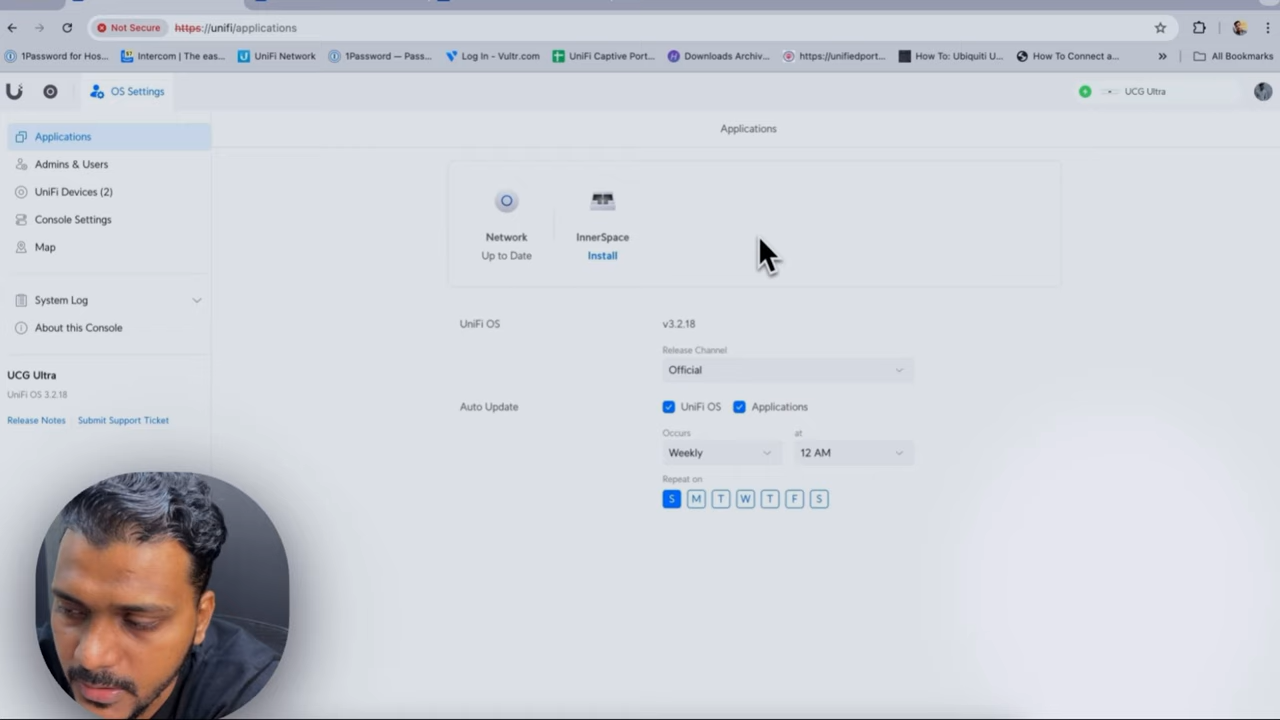 Not Secure https://unifi/applications
1Password for Hos... Intercom | The eas... UniFi Network 1Password — Pass... Log In - Vultr.com UniFi Captive Port... Downloads Archiv... https://unifiedport... How To: Ubiquiti U... How To Connect a... » All Bookmarks
OS Settings
UCG Ultra
Applications
Admins & Users
UniFi Devices (2)
Console Settings
Map
System Log
About this Console
UCG Ultra
UniFi OS 3.2.18
Release Notes Submit Support Ticket
Applications
Network
Up to Date
InnerSpace
Install
UniFi OS
v3.2.18
Release Channel
Official
Auto Update
UniFi OS Applications
Occurs at
Weekly 12 AM
Repeat on
S M T W T F S